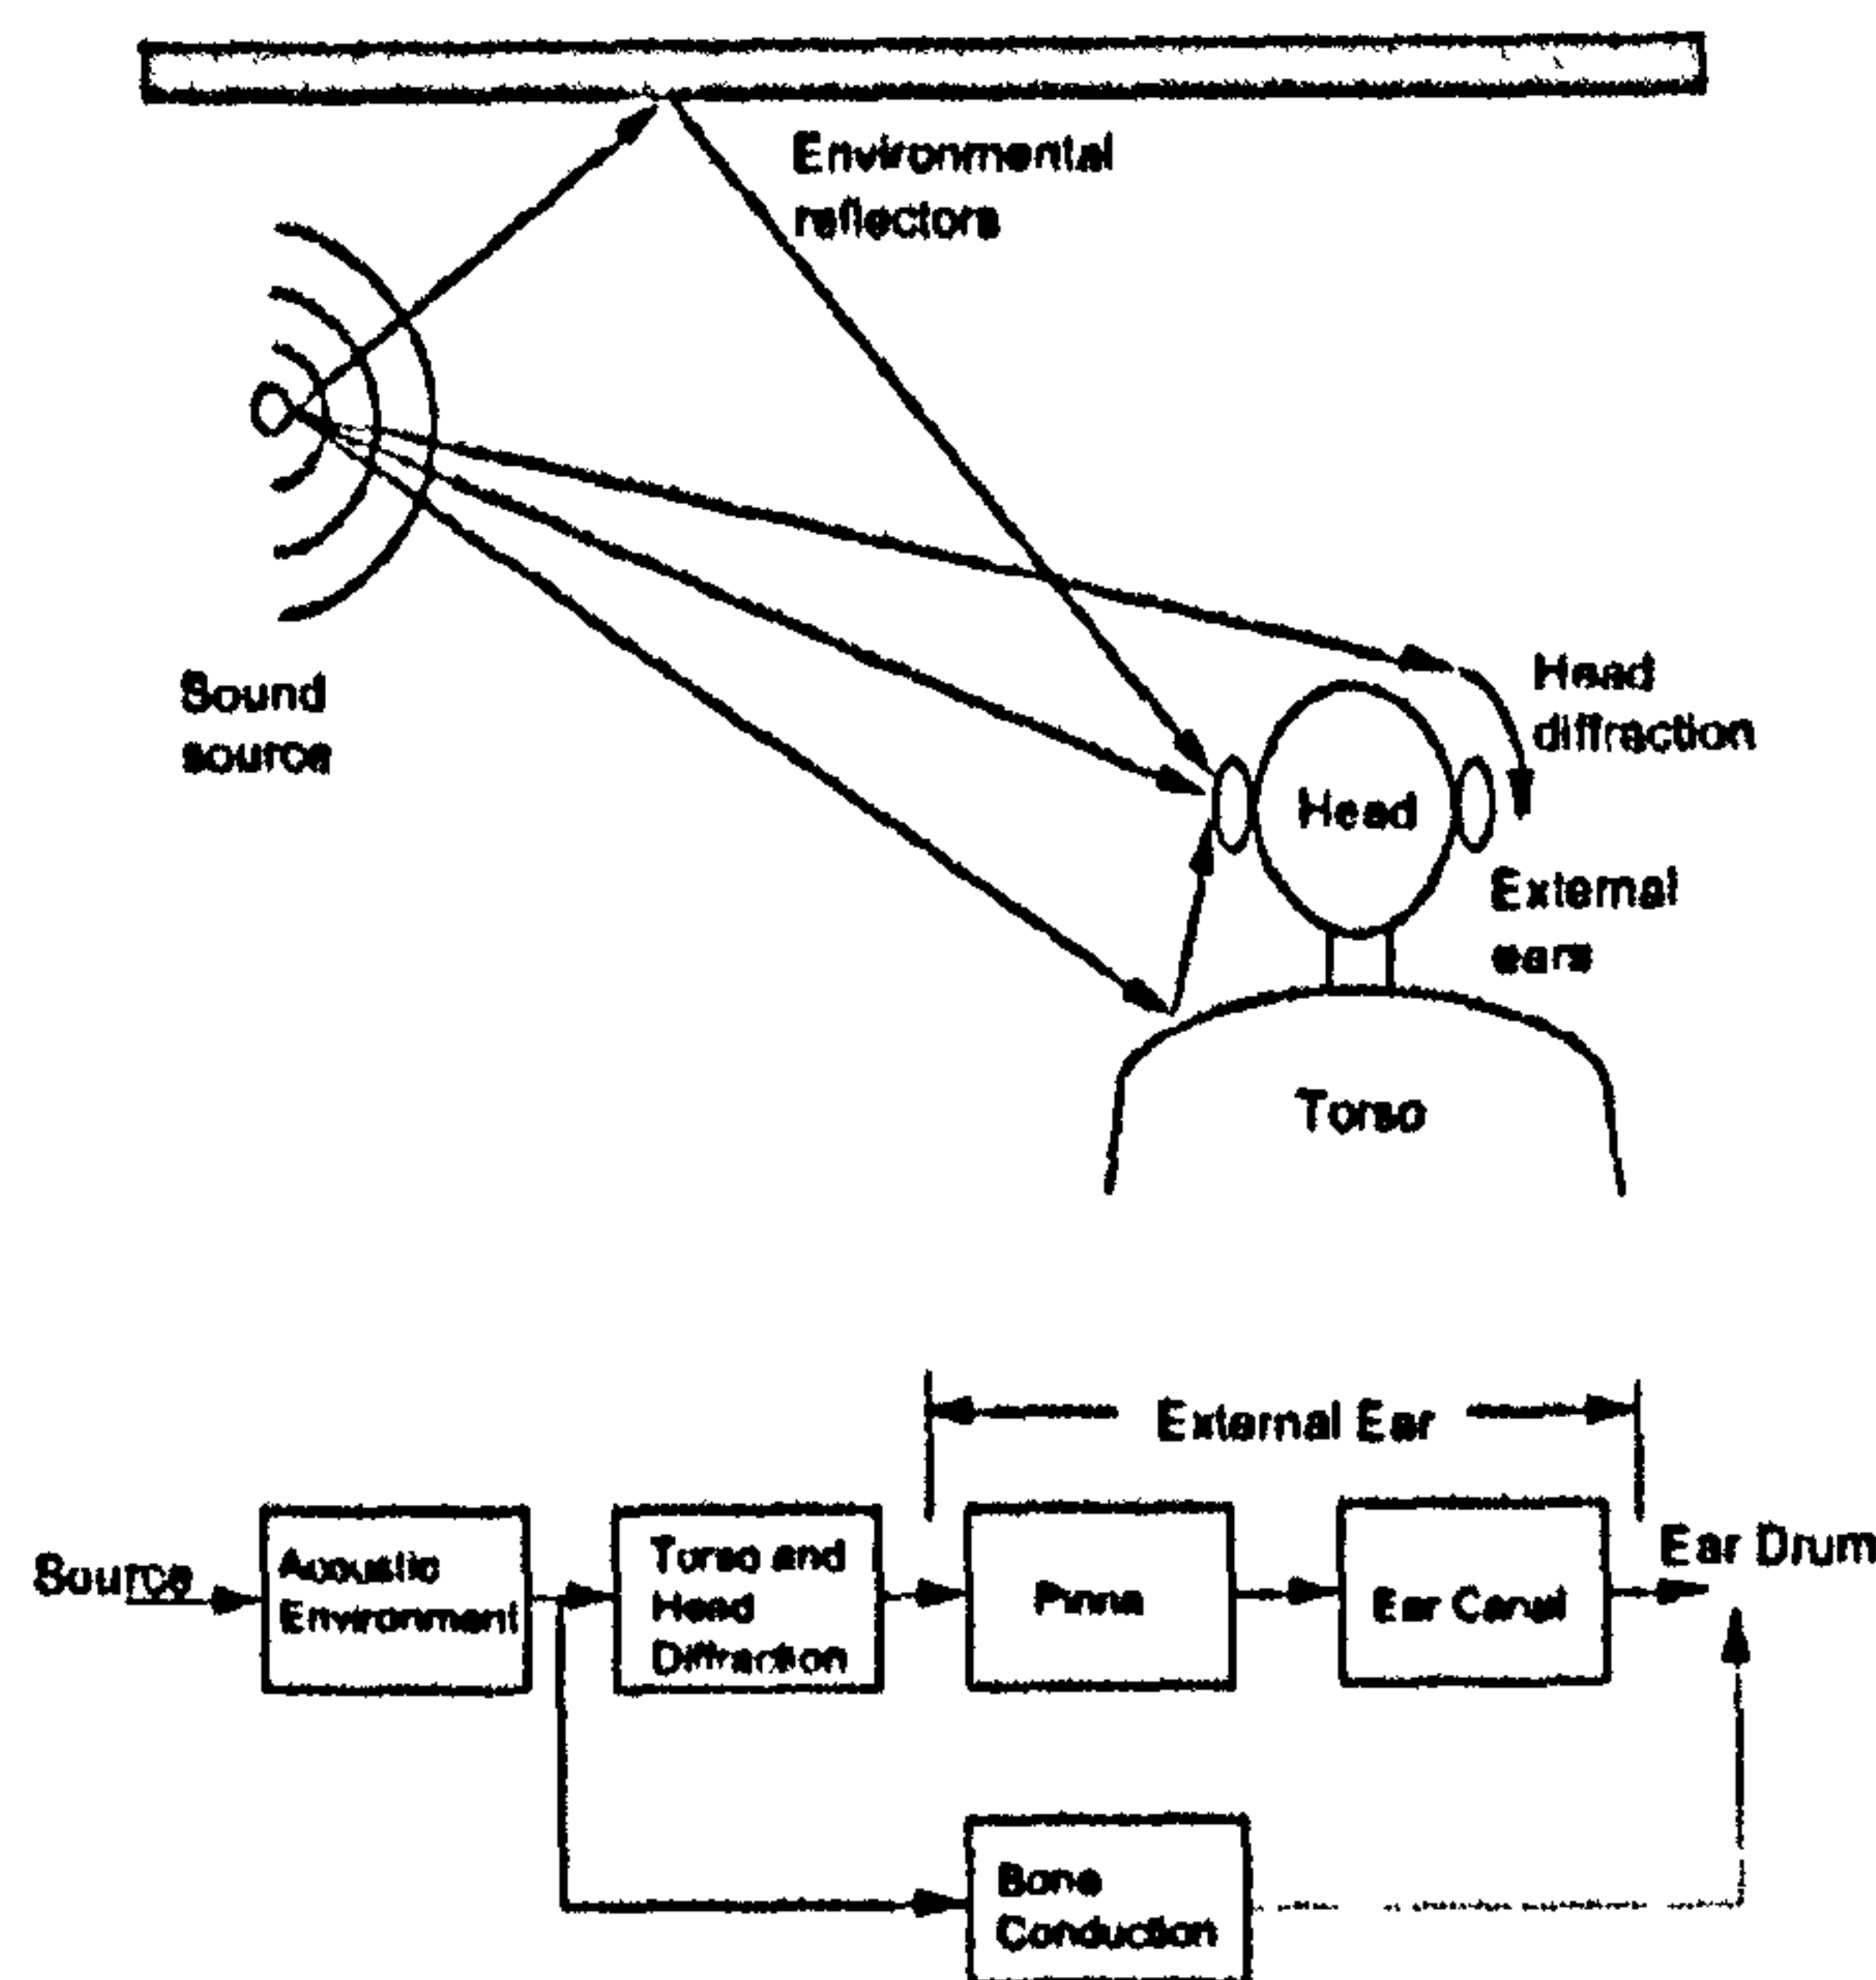 Environmental
reflectors
Sound
source
Head
diffraction
Head
External
ears
Torso
External Ear
Source
Acoustic
Environment
Torso and
Head
Diffraction
Pinna
Ear Canal
Ear Drum
Bone
Conduction